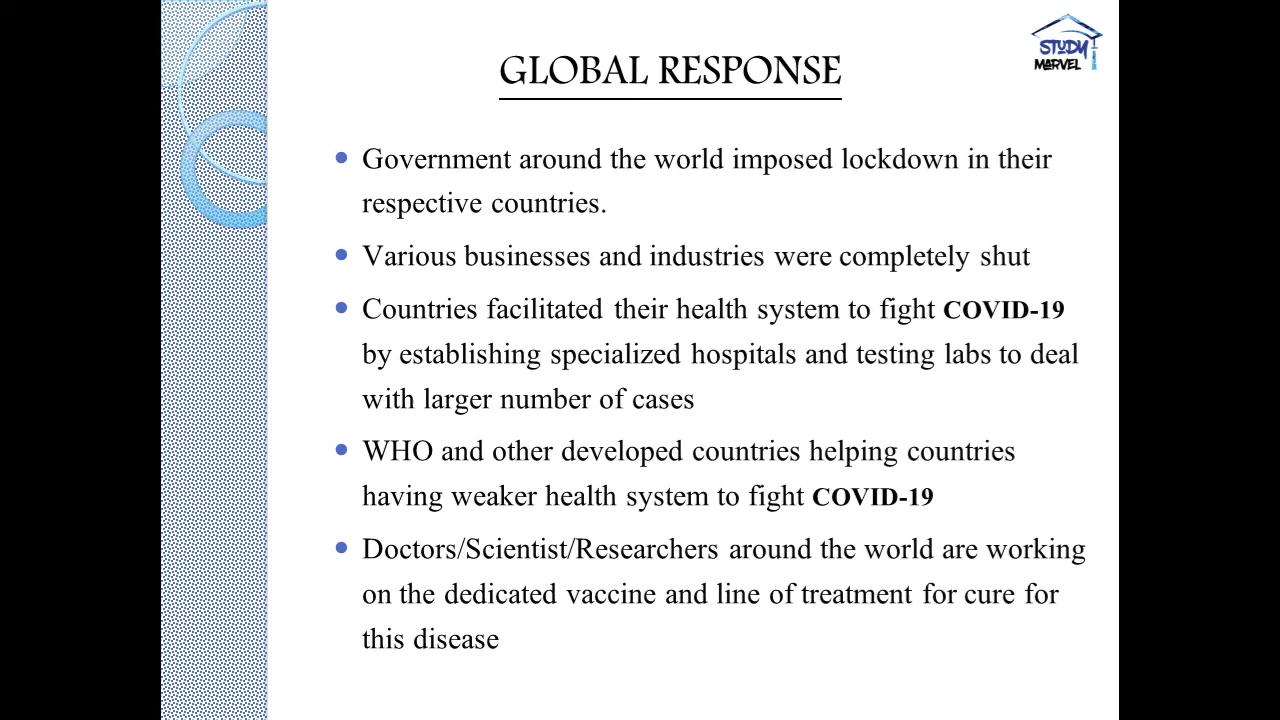 STUDY
MARVEL
GLOBAL RESPONSE
Government around the world imposed lockdown in their
respective countries.
Various businesses and industries were completely shut
Countries facilitated their health system to fight COVID-19
by establishing specialized hospitals and testing labs to deal
with larger number of cases
WHO and other developed countries helping countries
having weaker health system to fight COVID-19
Doctors/Scientist/Researchers around the world are working
on the dedicated vaccine and line of treatment for cure for
this disease